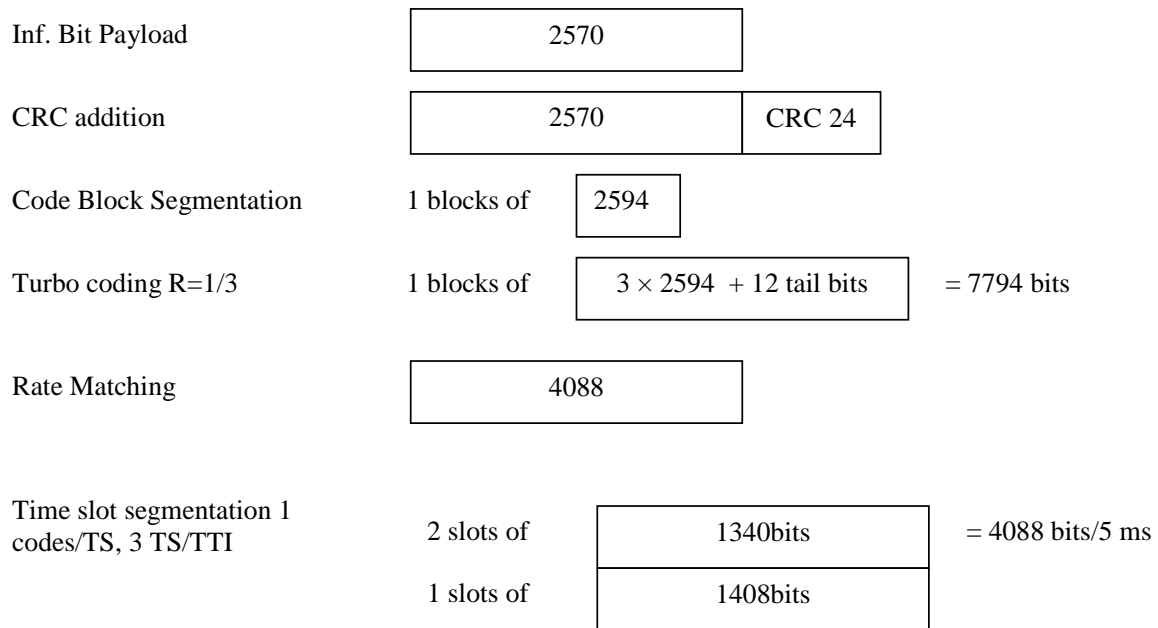 Inf. Bit Payload 2570
CRC addition 2570 CRC 24
Code Block Segmentation 1 blocks of 2594
Turbo coding R=1/3 1 blocks of 3 × 2594 + 12 tail bits = 7794 bits
Rate Matching 4088
Time slot segmentation 1
codes/TS, 3 TS/TTI 2 slots of 1340bits = 4088 bits/5 ms
1 slots of 1408bits